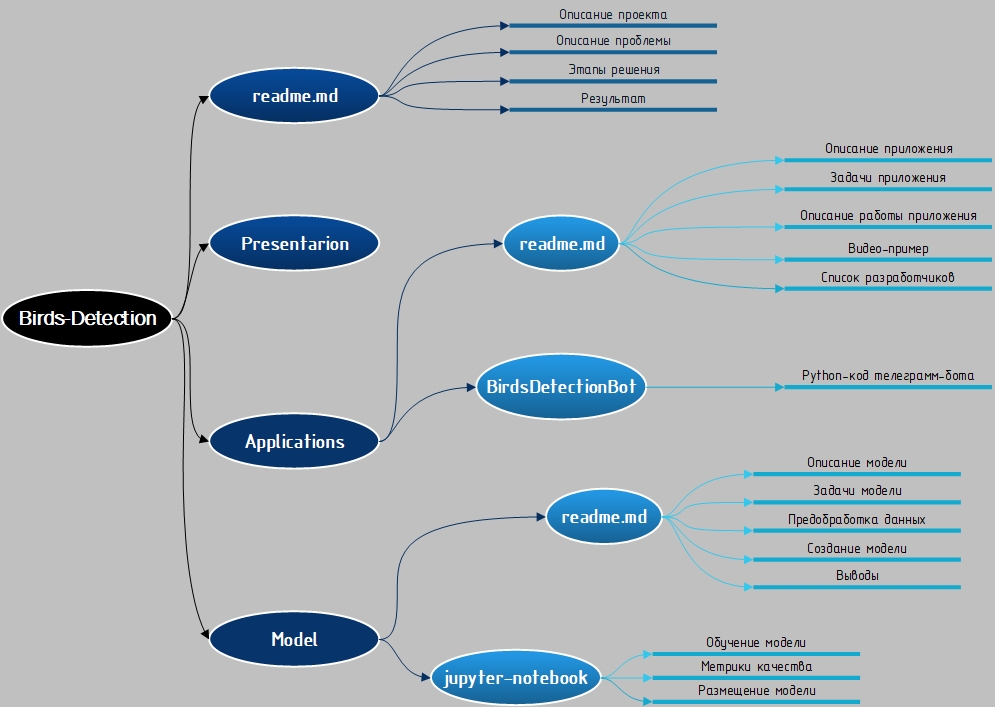 Birds-Detection
readme.md
Описание проекта
Описание проблемы
Этапы решения
Результат
Presentarion
Applications
readme.md
Описание приложения
Задачи приложения
Описание работы приложения
Видео-пример
Список разработчиков
BirdsDetectionBot
Python-код телеграмм-бота
Model
readme.md
Описание модели
Задачи модели
Предобработка данных
Создание модели
Выводы
jupyter-notebook
Обучение модели
Метрики качества
Размещение модели